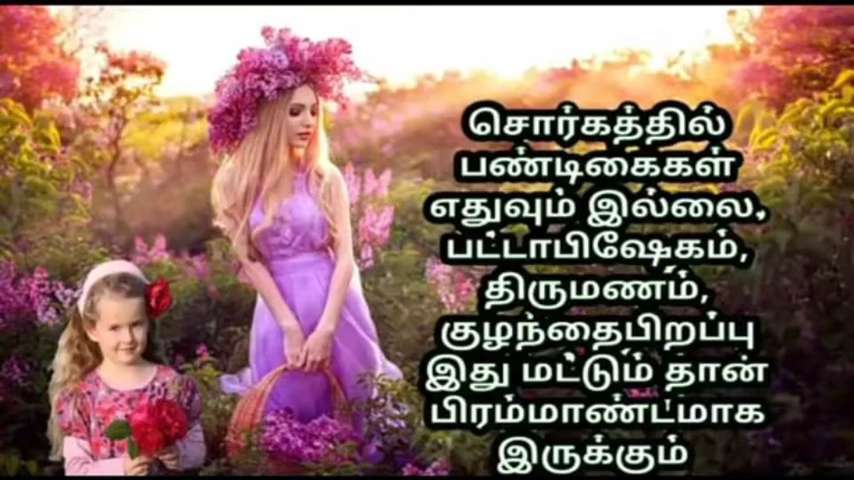 சொர்கத்தில்
பண்டிகைகள்
எதுவும் இல்லை,
பட்டாபிஷேகம்,
திருமணம்,
குழந்தைபிறப்பு
இது மட்டும் தான்
பிரம்மாண்டமாக
இருக்கும்